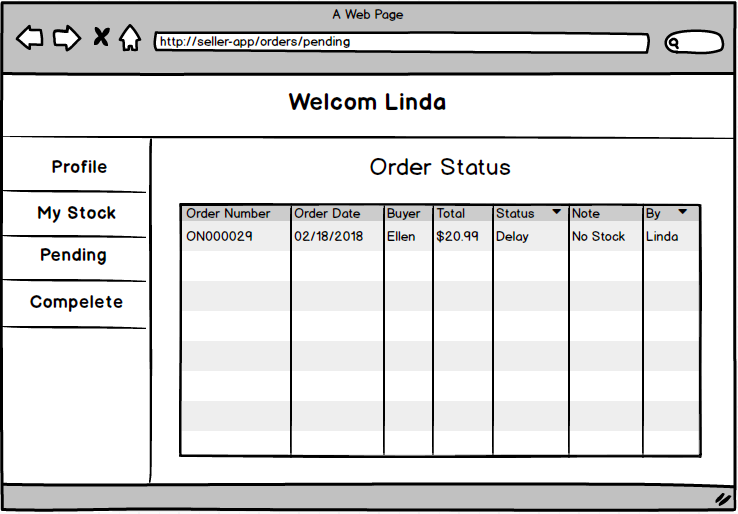 A Web Page
http://seller-app/orders/pending
Welcom Linda
Profile
My Stock
Pending
Compelete
Order Status
Order Number Order Date Buyer Total Status Note By
ON000029 02/18/2018 Ellen $20.99 Delay No Stock Linda